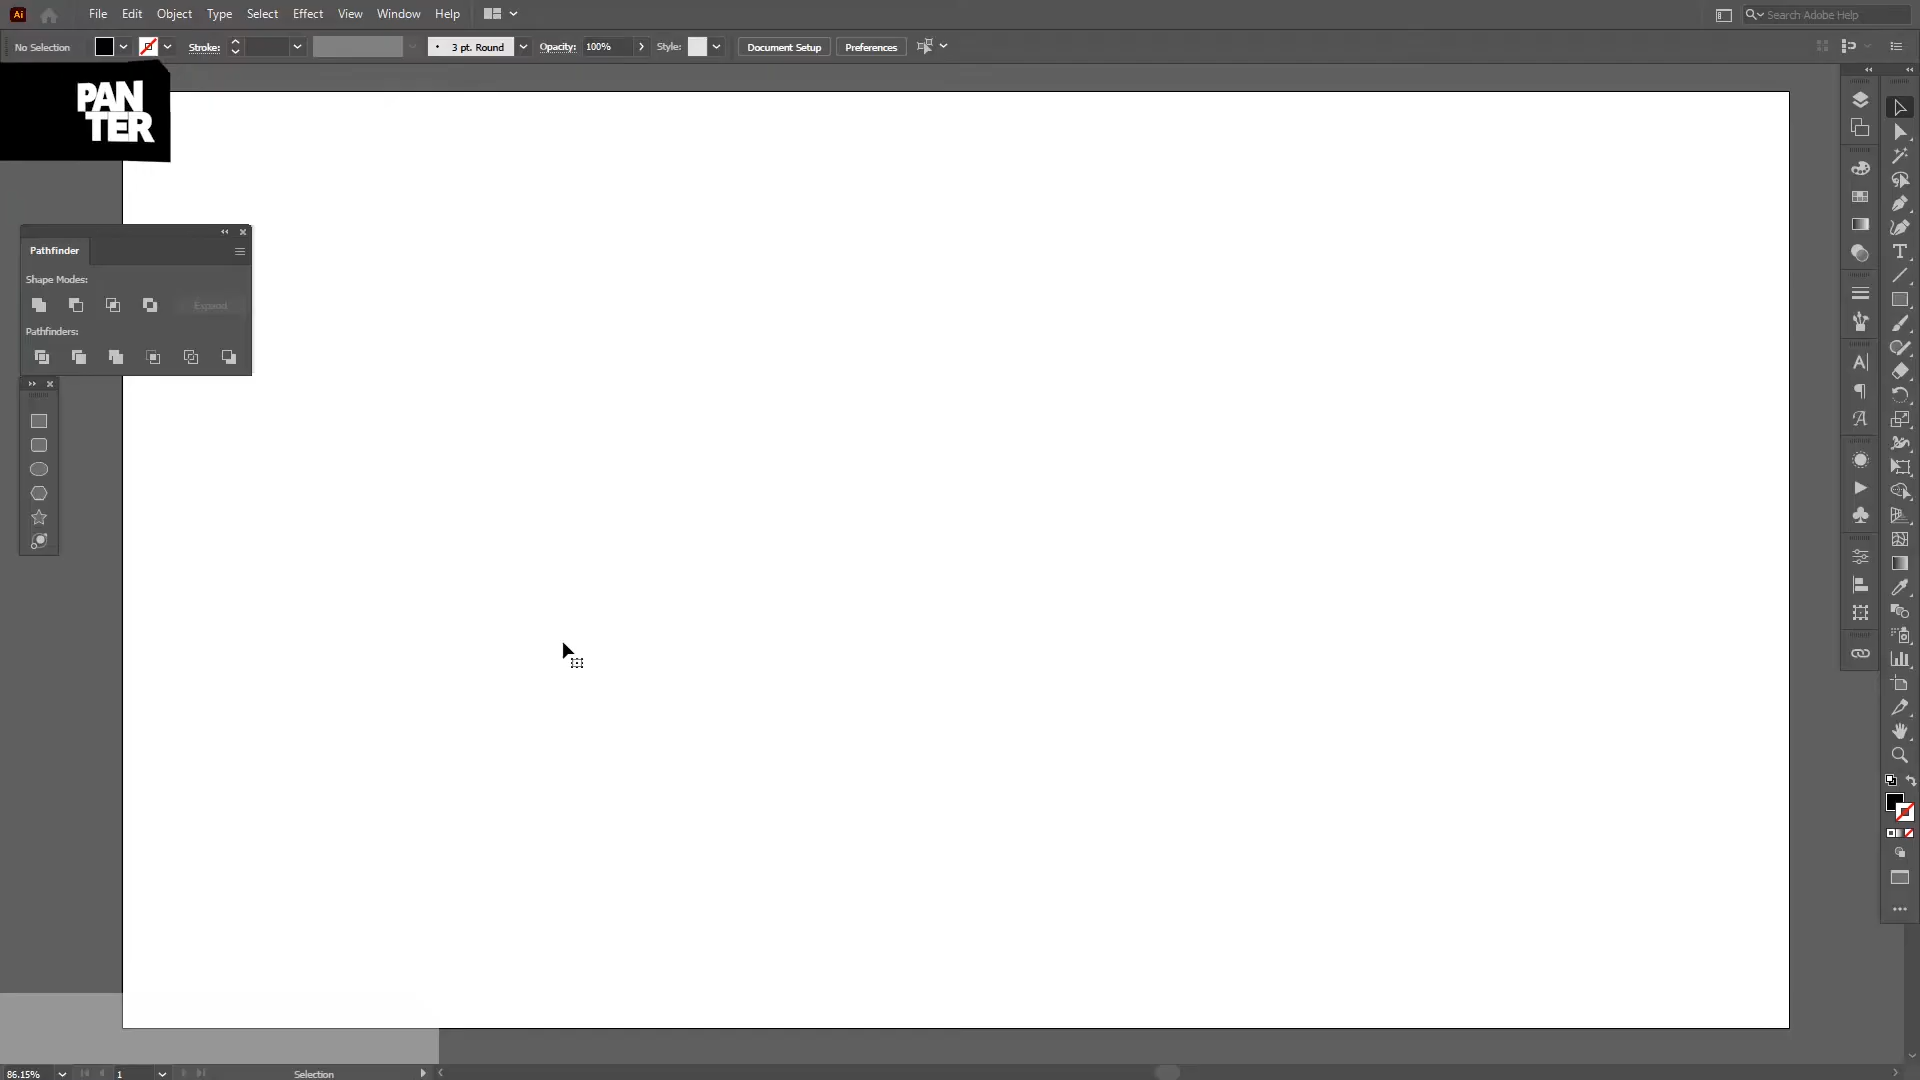 Ai File Edit Object Type Select Effect View Window Help Search Adobe Help
No Selection Stroke: 3 pt. Round Opacity: 100% Style: Document Setup Preferences
PAN
TER
Pathfinder
Shape Modes:
Expand
Pathfinders:
86.15% 1 Selection